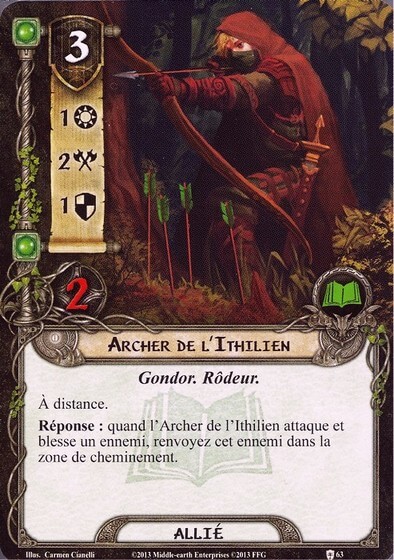 3
1
2
1
2
ARCHER DE L'ITHILIEN
Gondor. Rôdeur.
À distance.
Réponse : quand l'Archer de l'Ithilien attaque et
blesse un ennemi, renvoyez cet ennemi dans la
zone de cheminement.
ALLIÉ
Illus. Carmen Cianelli ©2013 Middle-earth Enterprises ©2013 FFG 63